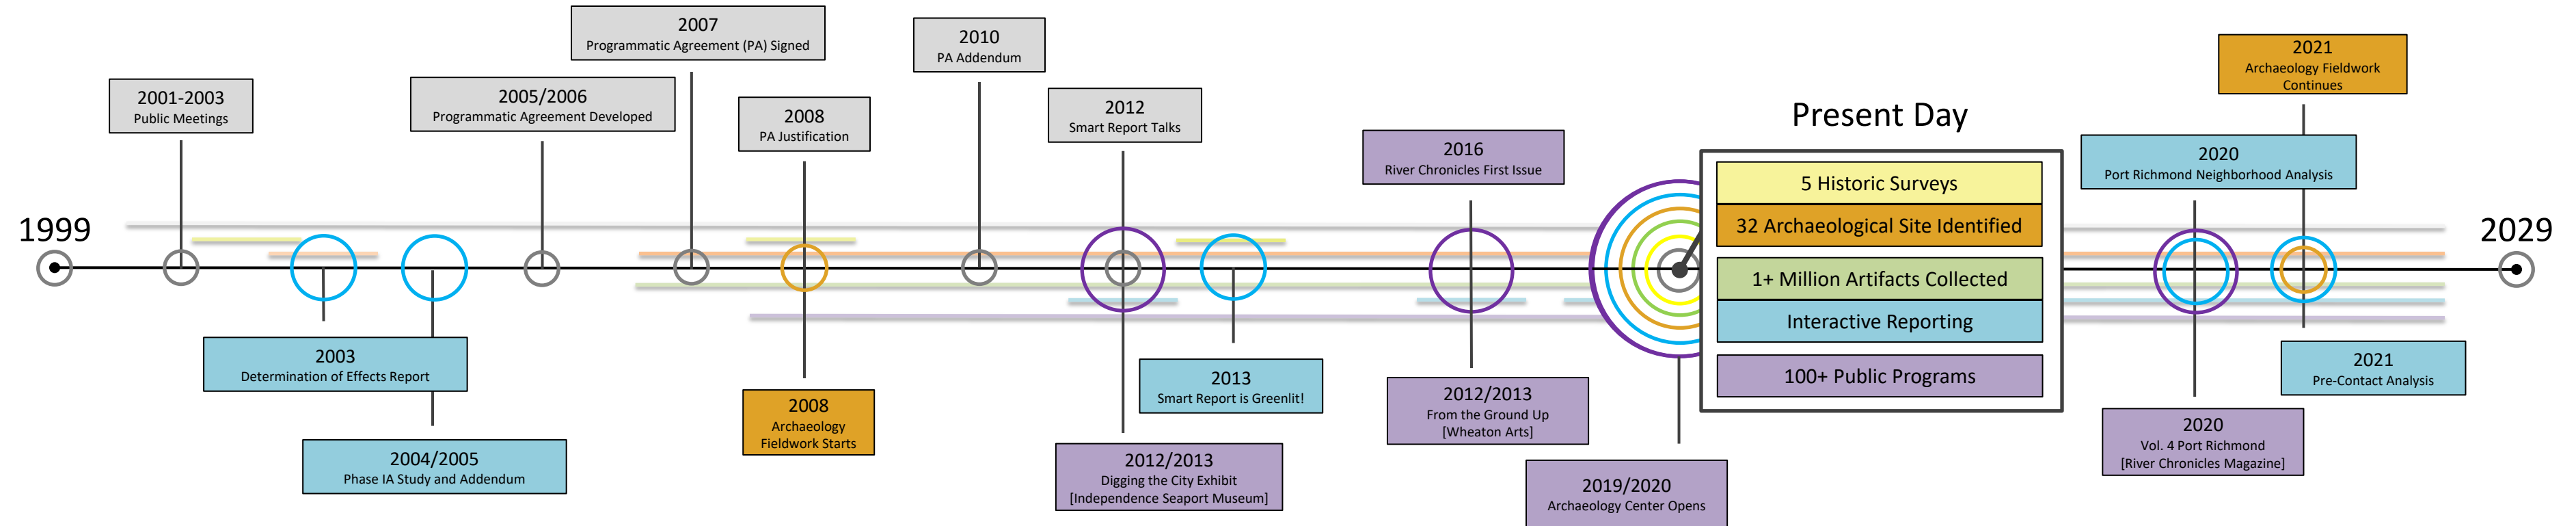 1999
2001-2003
Public Meetings
2003
Determination of Effects Report
2004/2005
Phase IA Study and Addendum
2005/2006
Programmatic Agreement Developed
2007
Programmatic Agreement (PA) Signed
2008
PA Justification
2008
Archaeology
Fieldwork Starts
2010
PA Addendum
2012
Smart Report Talks
2012/2013
Digging the City Exhibit
[Independence Seaport Museum]
2013
Smart Report is Greenlit!
2016
River Chronicles First Issue
2012/2013
From the Ground Up
[Wheaton Arts]
2019/2020
Archaeology Center Opens
Present Day
5 Historic Surveys
32 Archaeological Site Identified
1+ Million Artifacts Collected
Interactive Reporting
100+ Public Programs
2020
Port Richmond Neighborhood Analysis
2020
Vol. 4 Port Richmond
[River Chronicles Magazine]
2021
Archaeology Fieldwork
Continues
2021
Pre-Contact Analysis
2029